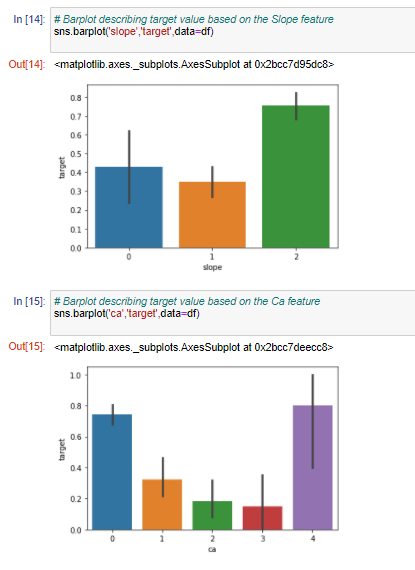 In [14]:
# Barplot describing target value based on the Slope feature
sns.barplot('slope','target',data=df)
Out[14]:
<matplotlib.axes._subplots.AxesSubplot at 0x2bcc7d95dc8>
0.8
0.7
0.6
0.5
0.4
0.3
0.2
0.1
0.0
target
0 1 2
slope
In [15]:
# Barplot describing target value based on the Ca feature
sns.barplot('ca','target',data=df)
Out[15]:
<matplotlib.axes._subplots.AxesSubplot at 0x2bcc7deecc8>
1.0
0.8
0.6
0.4
0.2
0.0
target
0 1 2 3 4
ca